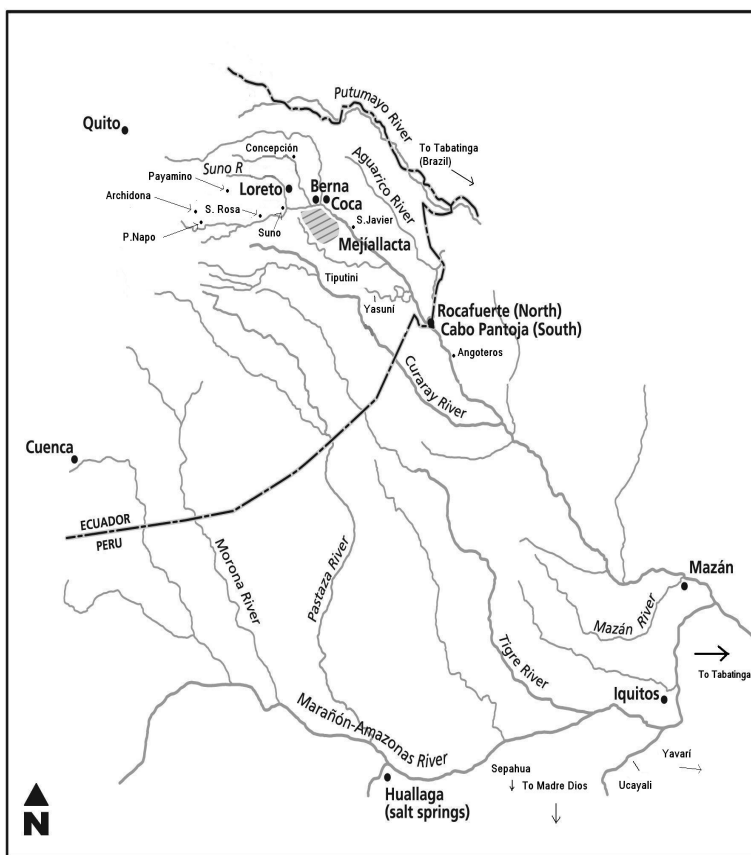 Putumayo River
Quito
To Tabatinga
(Brazil)
Concepción
Aguarico River
Suno R
Payamino
Loreto
Berna
Coca
Archidona
S. Rosa
S.Javier
P.Napo
Suno
Mejíallacta
Tiputini
Yasuní
Rocafuerte (North)
Cabo Pantoja (South)
Angoteros
Curaray River
Cuenca
ECUADOR
PERU
Morona River
Pastaza River
Mazán
Mazán River
Tigre River
To Tabatinga
Iquitos
Marañón-Amazonas River
Yavarí
Sepahua
To Madre Dios
Ucayali
Huallaga
(salt springs)
N